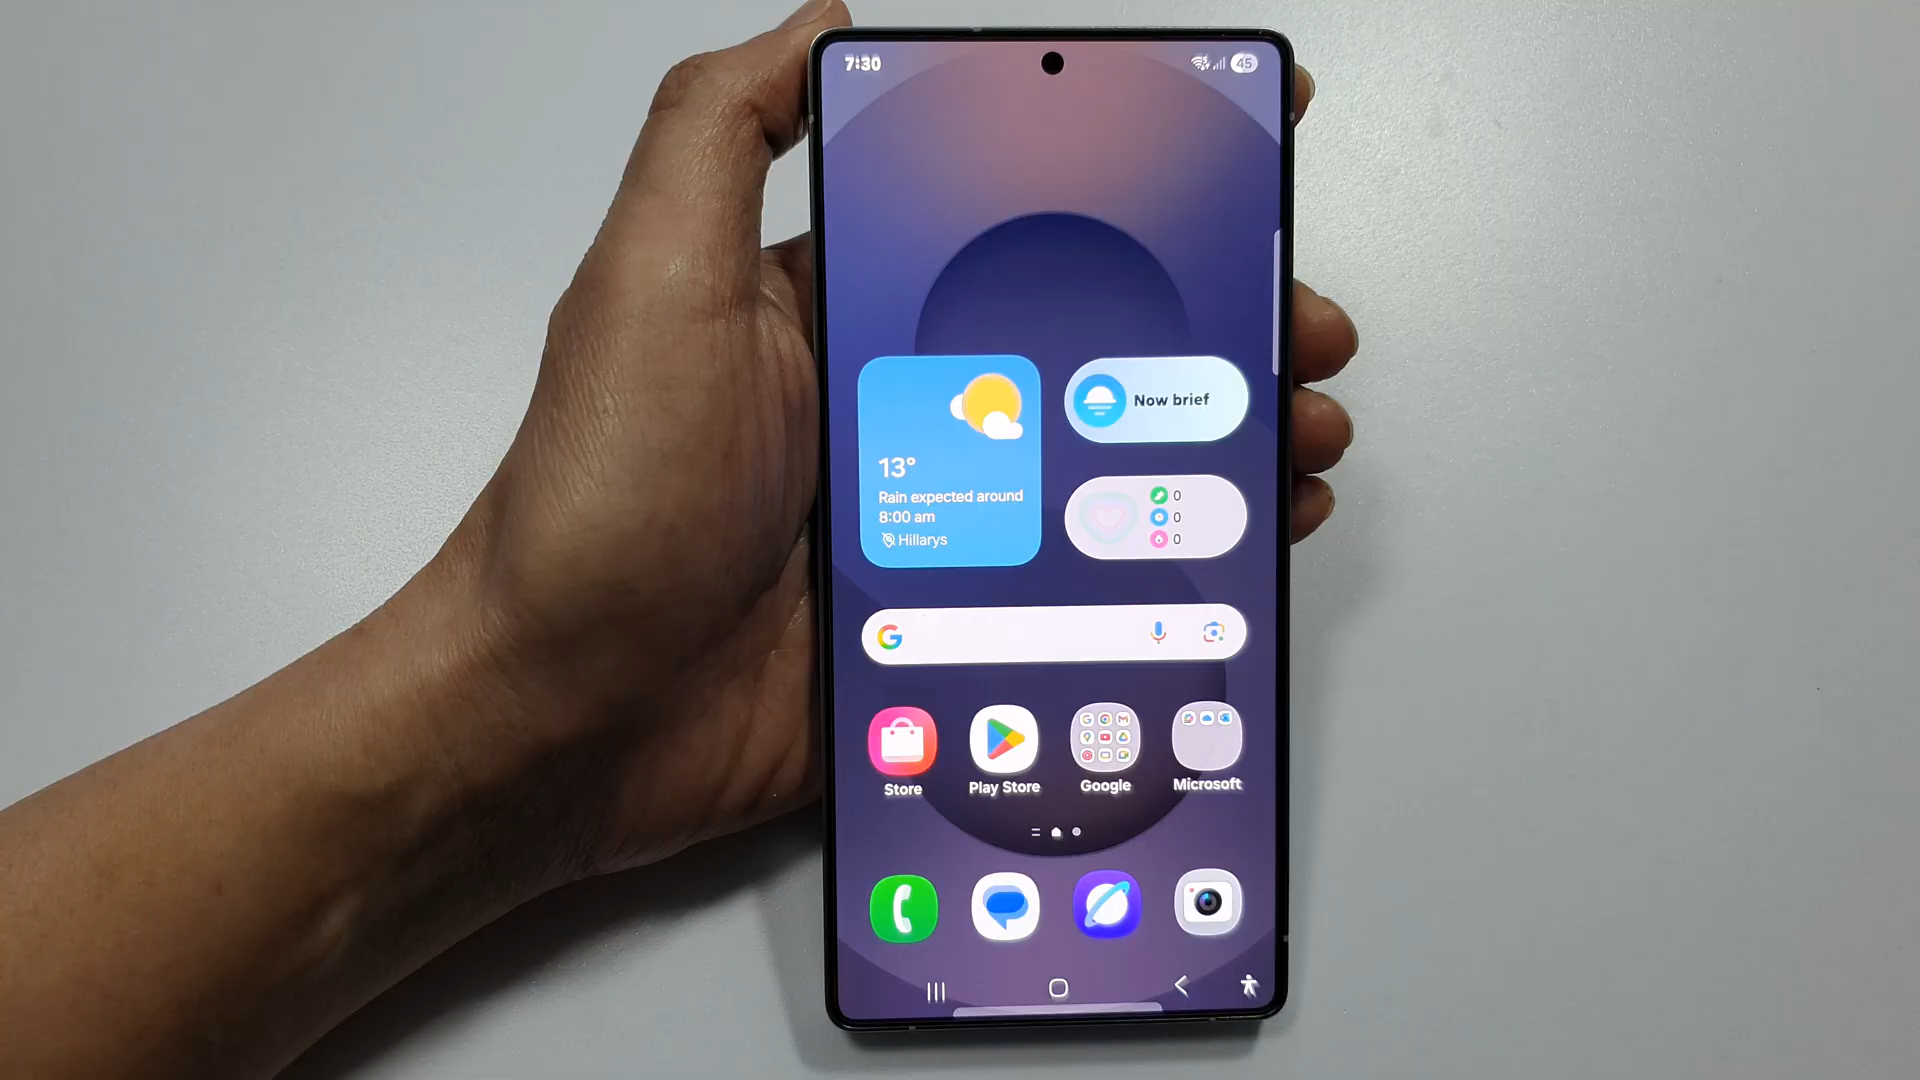 7:30
45
13°
Rain expected around
8:00 am
Hillarys
Now brief
0
0
0
Store
Play Store
Google
Microsoft